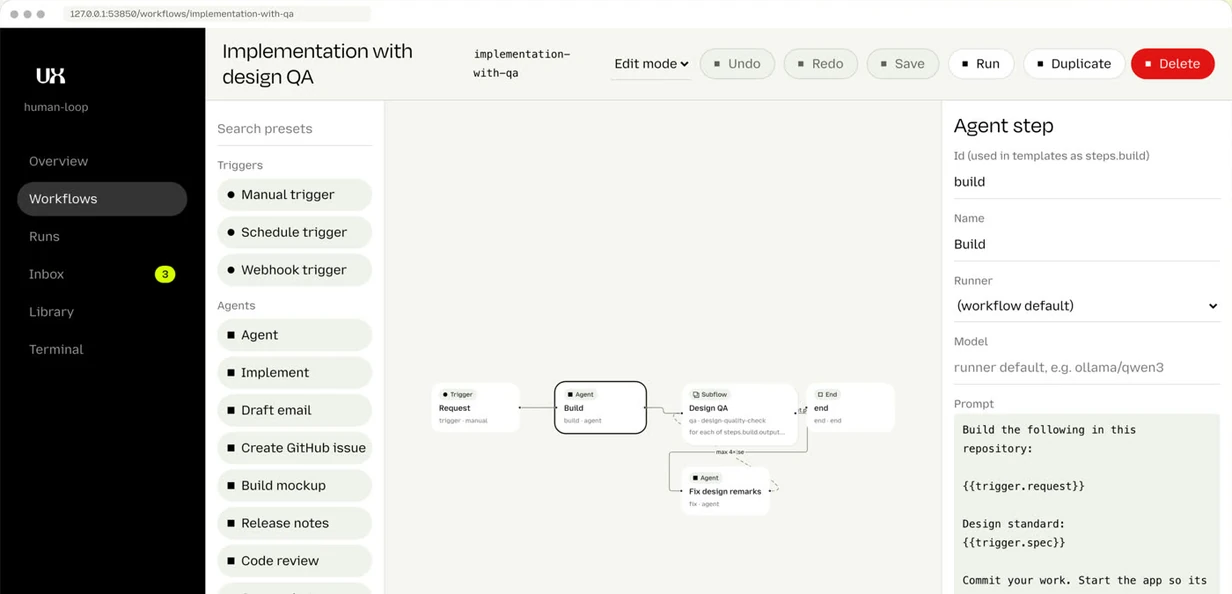 127.0.0.1:53850/workflows/implementation-with-qa
UX
human-loop
Overview
Workflows
Runs
Inbox
3
Library
Terminal
Implementation with
design QA
implementation-
with-qa
Edit mode
Undo
Redo
Save
Run
Duplicate
Delete
Search presets
Triggers
Manual trigger
Schedule trigger
Webhook trigger
Agents
Agent
Implement
Draft email
Create GitHub issue
Build mockup
Release notes
Code review
Trigger
Request
trigger · manual
Agent
Build
build · agent
Subflow
Design QA
qa · design-quality-check
for each of steps.build.output...
End
end
end · end
Agent
Fix design remarks
fix · agent
Agent step
Id (used in templates as steps.build)
build
Name
Build
Runner
(workflow default)
Model
runner default, e.g. ollama/qwen3
Prompt
Build the following in this
repository:
{{trigger.request}}
Design standard:
{{trigger.spec}}
Commit your work. Start the app so its